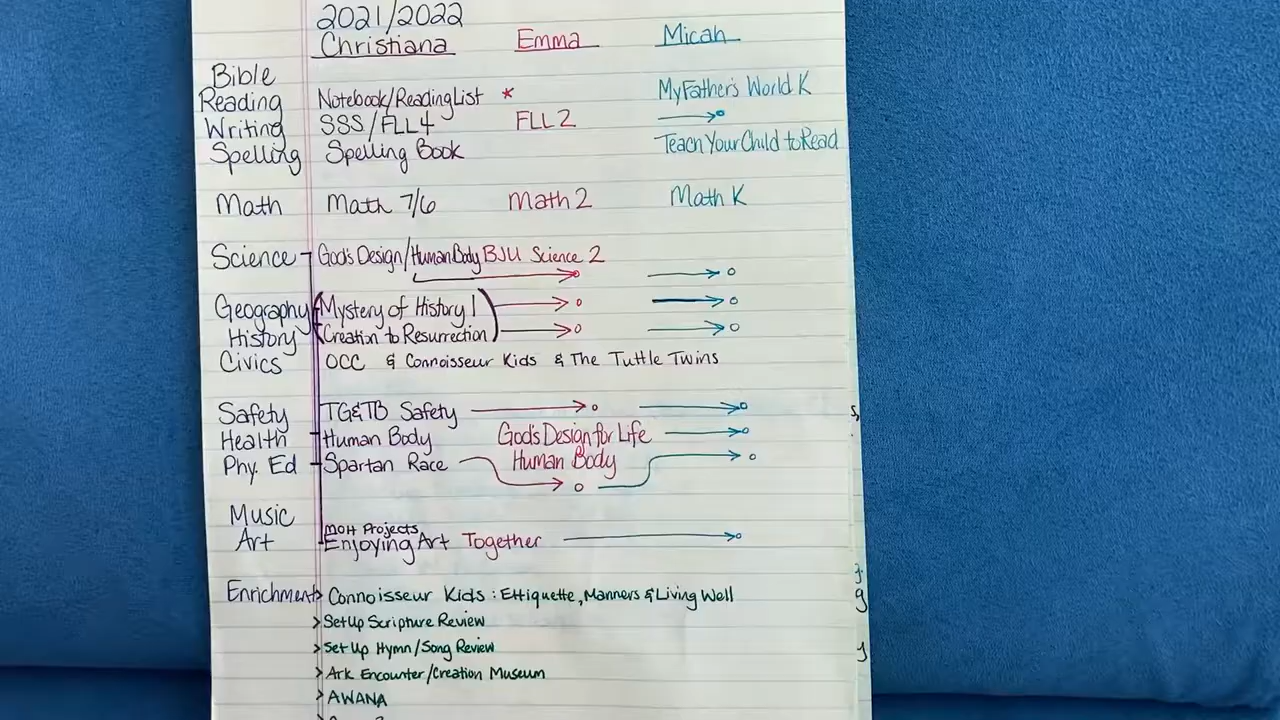 2021/2022
Christiana Emma Micah
Bible
Reading Notebook/Reading List * My Father's World K
Writing SSS/FLL4 FLL 2
Spelling Spelling Book Teach Your Child to Read
Math Math 7/6 Math 2 Math K
Science God's Design/Human Body BJU Science 2
Geography Mystery of History 1
History Creation to Resurrection
Civics OCC & Connoisseur Kids & The Tuttle Twins
Safety TG&TB Safety
Health Human Body God's Design for Life
Phy. Ed Spartan Race Human Body
Music
MOH Projects
Art Enjoying Art Together
Enrichment Connoisseur Kids: Ettiquette, Manners & Living Well
> Set Up Scripture Review
> Set Up Hymn/Song Review
> Ark Encounter/Creation Museum
> AWANA